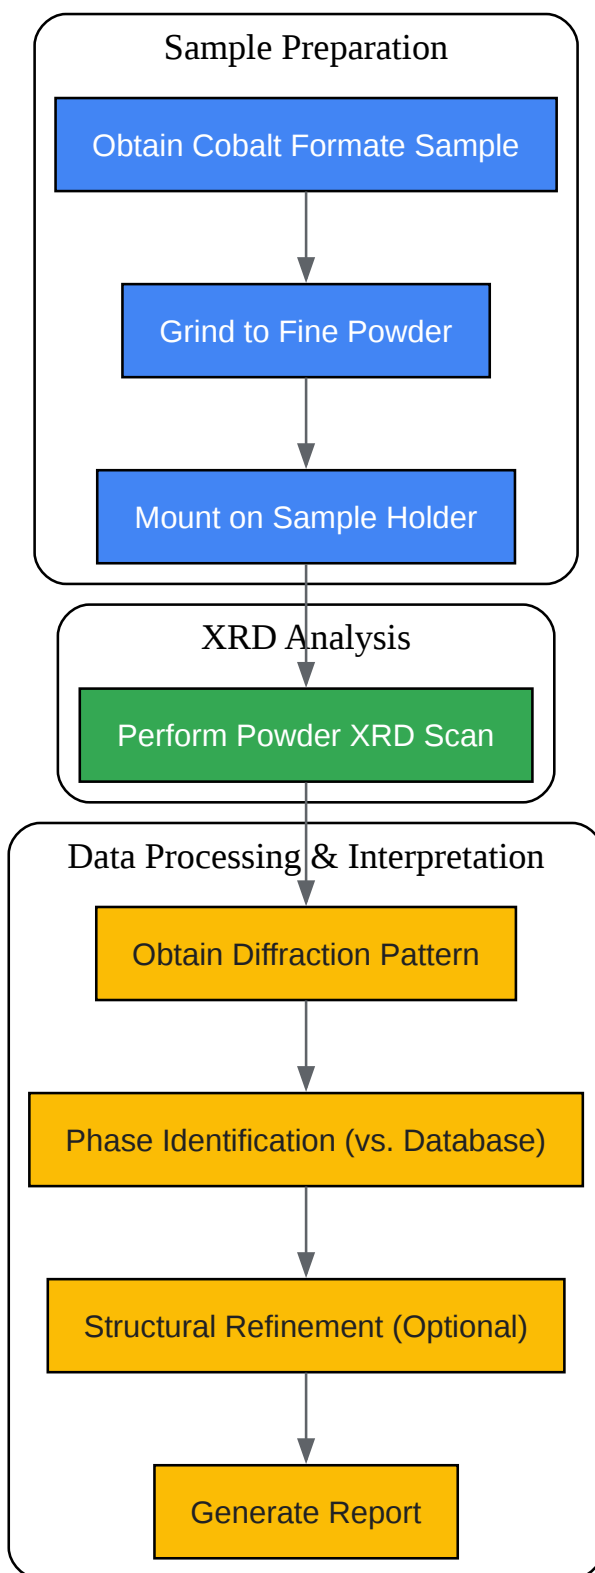 Sample Preparation
Obtain Cobalt Formate Sample
Grind to Fine Powder
Mount on Sample Holder
XRD Analysis
Perform Powder XRD Scan
Data Processing & Interpretation
Obtain Diffraction Pattern
Phase Identification (vs. Database)
Structural Refinement (Optional)
Generate Report